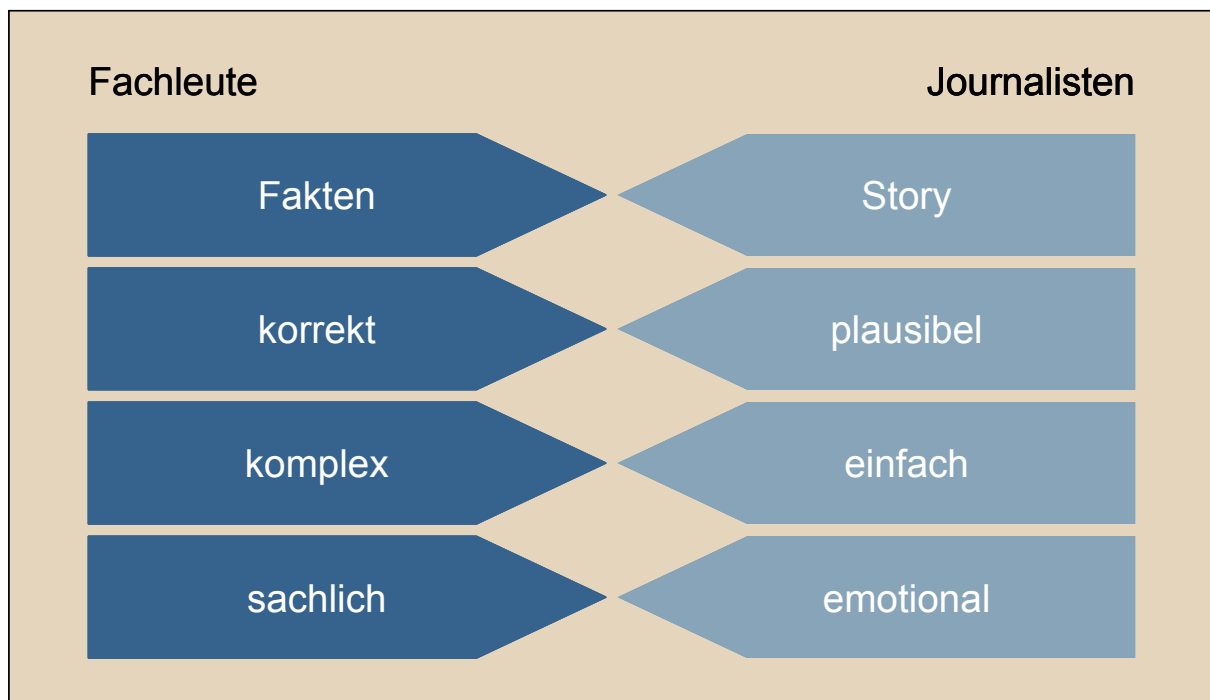 Fachleute Journalisten
Fakten Story
korrekt plausibel
komplex einfach
sachlich emotional